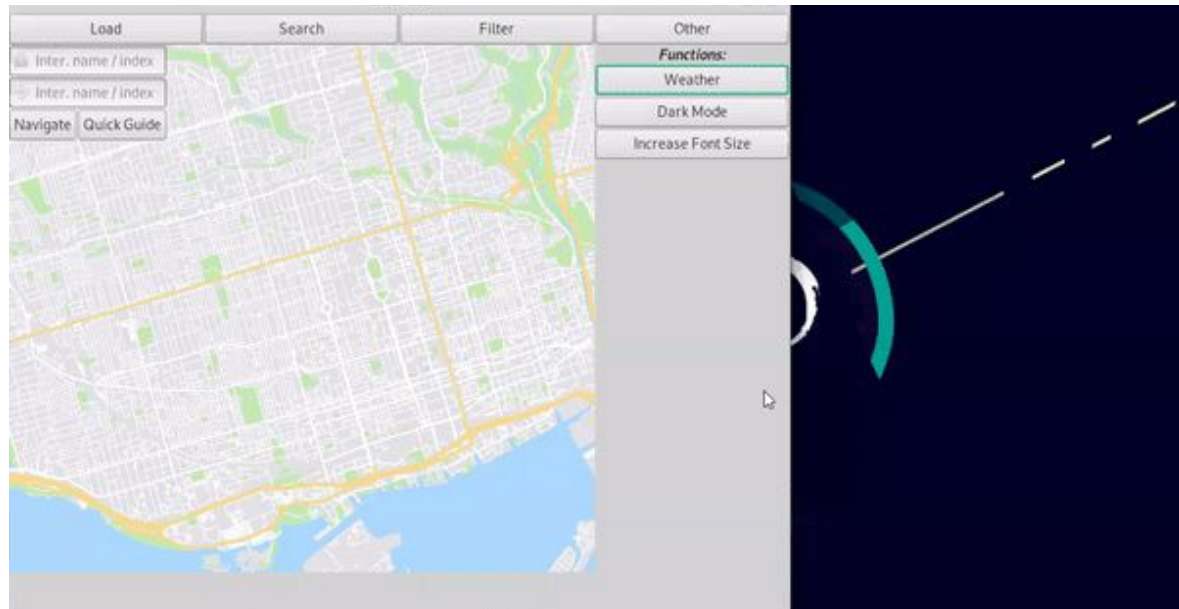 Load Search Filter Other
Inter. name / index
Inter. name / index
Navigate Quick Guide
Functions:
Weather
Dark Mode
Increase Font Size